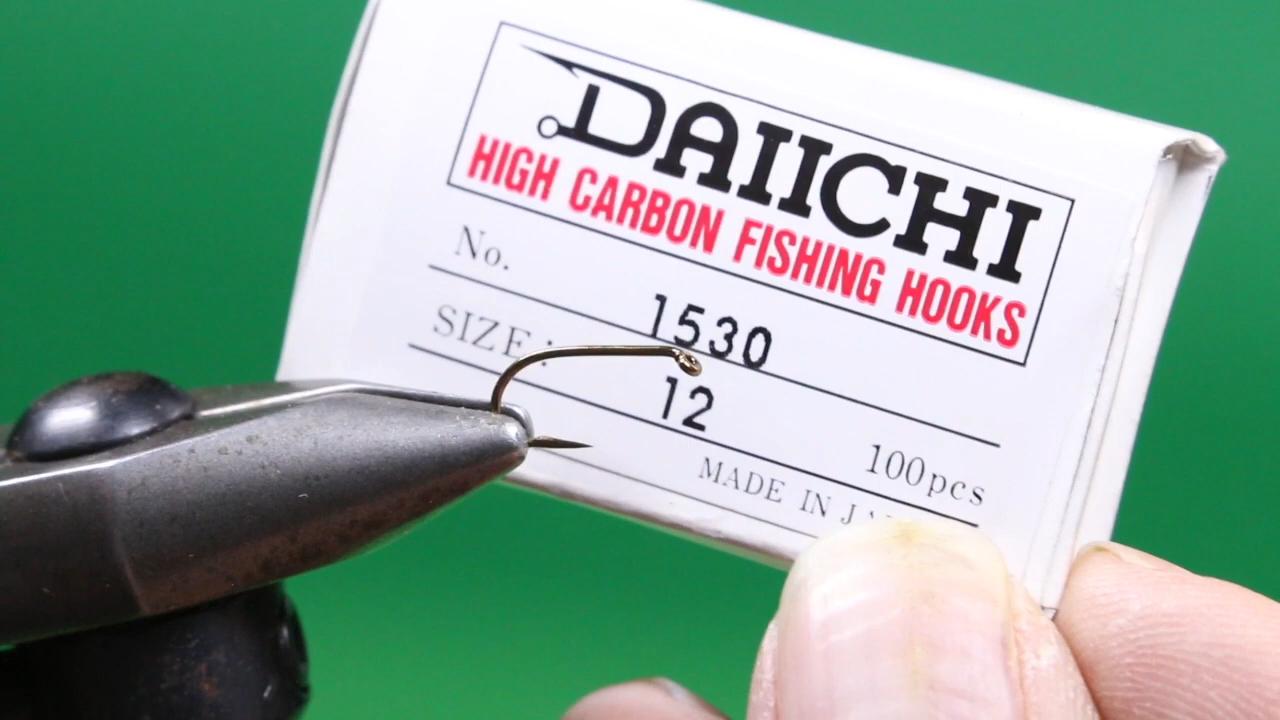 DAIICHI
HIGH CARBON FISHING HOOKS
No. 1530
SIZE: 12
100pcs
MADE IN